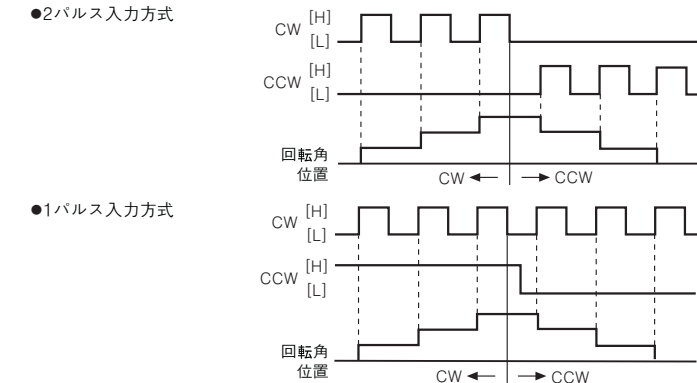 ●2パルス入力方式
CW [H]
[L]
CCW [H]
[L]
回転角
位置
CW CCW
●1パルス入力方式
CW [H]
[L]
CCW [H]
[L]
回転角
位置
CW CCW